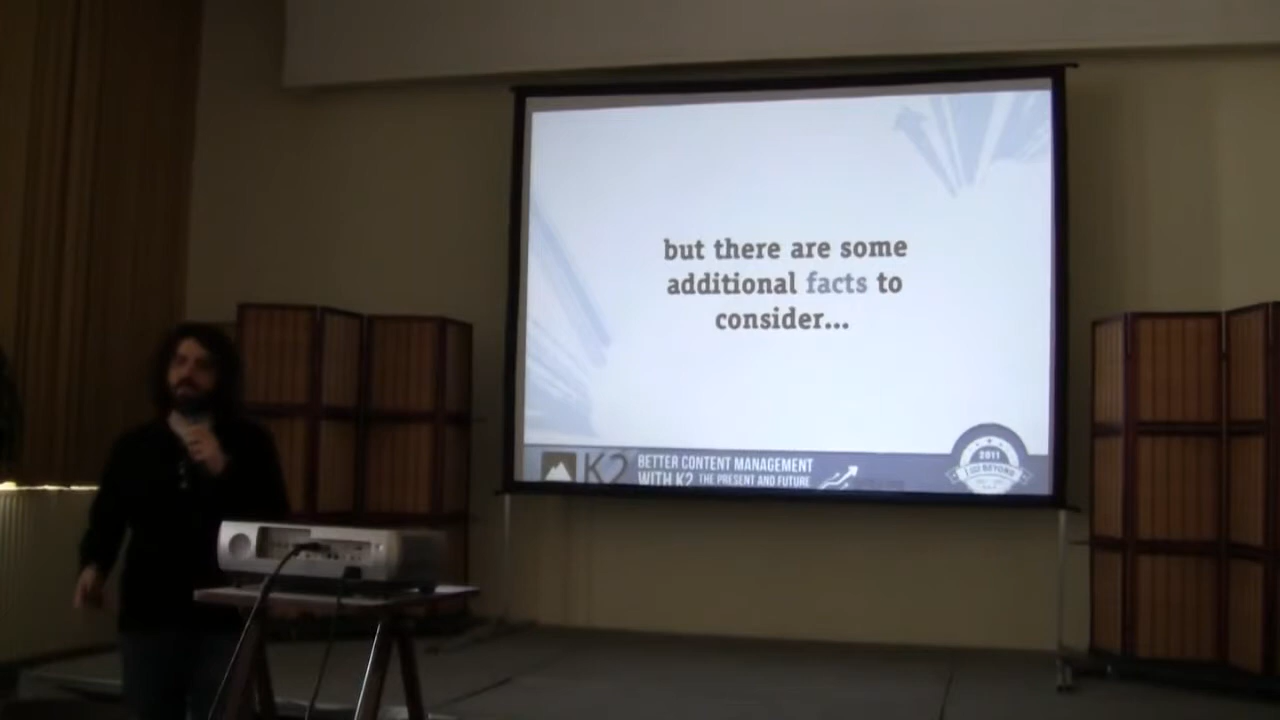 but there are some
additional facts to
consider...
K2
BETTER CONTENT MANAGEMENT
WITH K2 THE PRESENT AND FUTURE
2011
BEYOND